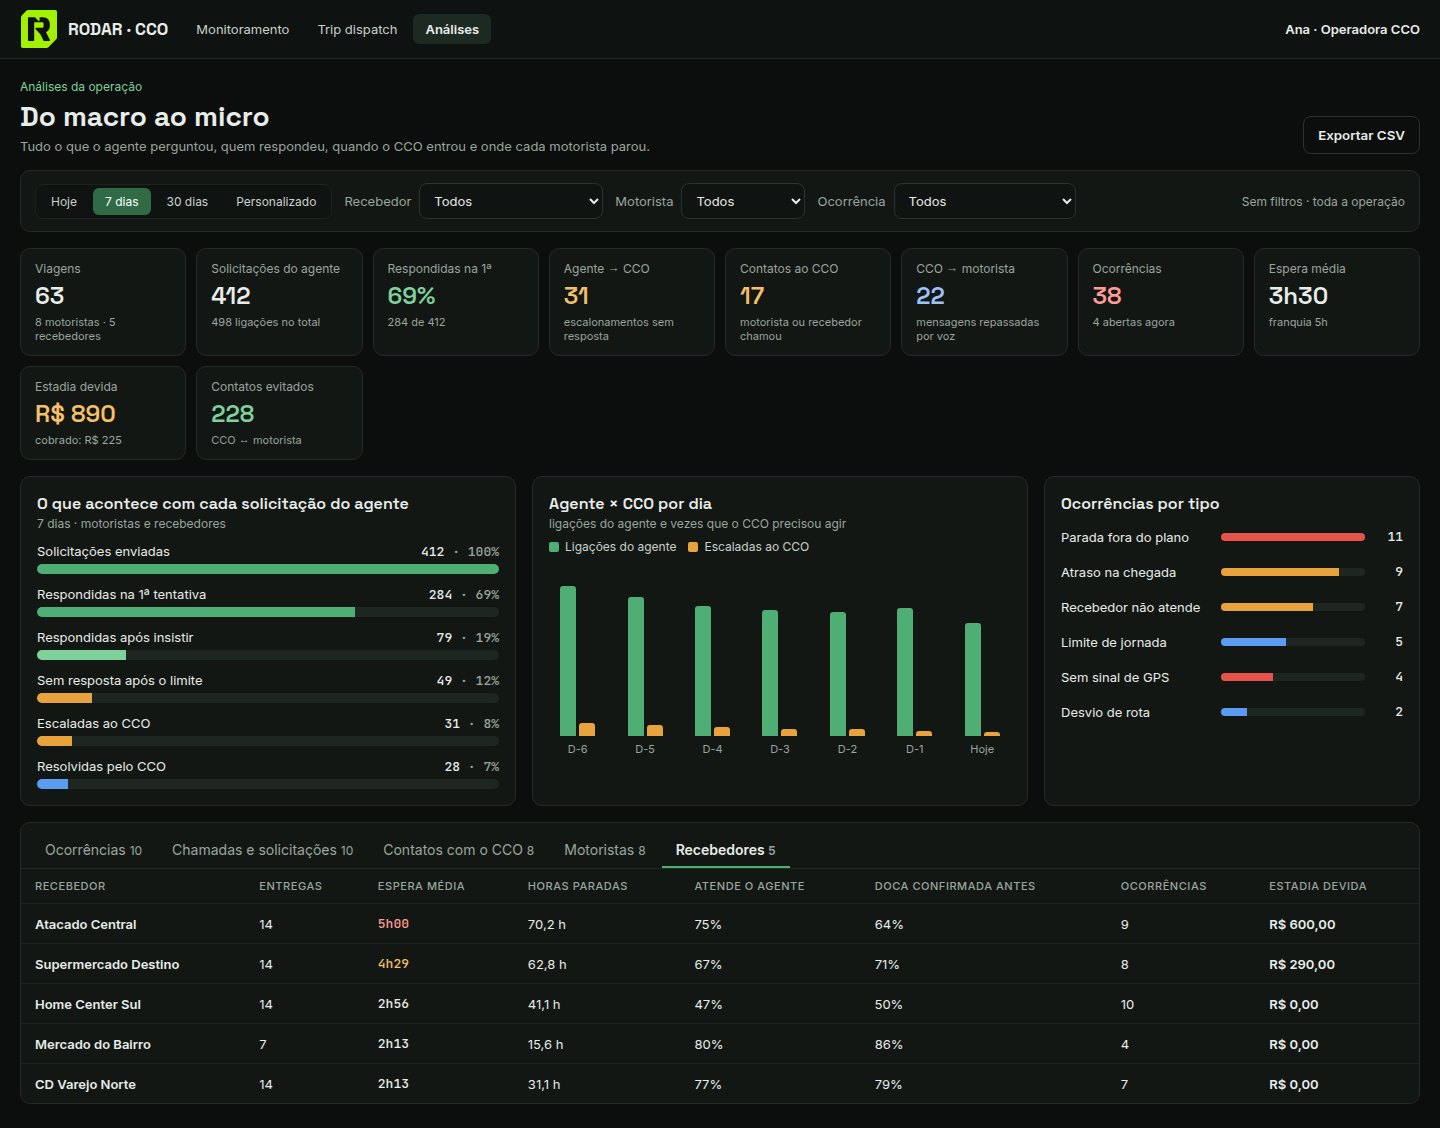 RODAR · CCO
Monitoramento
Trip dispatch
Análises
Ana · Operadora CCO
Análises da operação
Do macro ao micro
Tudo o que o agente perguntou, quem respondeu, quando o CCO entrou e onde cada motorista parou.
Exportar CSV
Hoje
7 dias
30 dias
Personalizado
Recebedor
Todos
Motorista
Todos
Ocorrência
Todos
Sem filtros · toda a operação
Viagens
63
8 motoristas · 5
recebedores
Solicitações do agente
412
498 ligações no total
Respondidas na 1ª
69%
284 de 412
Agente → CCO
31
escalonamentos sem
resposta
Contatos ao CCO
17
motorista ou recebedor
chamou
CCO → motorista
22
mensagens repassadas
por voz
Ocorrências
38
4 abertas agora
Espera média
3h30
franquia 5h
Estadia devida
R$ 890
cobrado: R$ 225
Contatos evitados
228
CCO ↔ motorista
O que acontece com cada solicitação do agente
7 dias · motoristas e recebedores
Solicitações enviadas 412 · 100%
Respondidas na 1ª tentativa 284 · 69%
Respondidas após insistir 79 · 19%
Sem resposta após o limite 49 · 12%
Escaladas ao CCO 31 · 8%
Resolvidas pelo CCO 28 · 7%
Agente × CCO por dia
ligações do agente e vezes que o CCO precisou agir
Ligações do agente Escaladas ao CCO
D-6 D-5 D-4 D-3 D-2 D-1 Hoje
Ocorrências por tipo
Parada fora do plano 11
Atraso na chegada 9
Recebedor não atende 7
Limite de jornada 5
Sem sinal de GPS 4
Desvio de rota 2
Ocorrências 10 Chamadas e solicitações 10 Contatos com o CCO 8 Motoristas 8 Recebedores 5
RECEBEDOR ENTREGAS ESPERA MÉDIA HORAS PARADAS ATENDE O AGENTE DOCA CONFIRMADA ANTES OCORRÊNCIAS ESTADIA DEVIDA
Atacado Central 14 5h00 70,2 h 75% 64% 9 R$ 600,00
Supermercado Destino 14 4h29 62,8 h 67% 71% 8 R$ 290,00
Home Center Sul 14 2h56 41,1 h 47% 50% 10 R$ 0,00
Mercado do Bairro 7 2h13 15,6 h 80% 86% 4 R$ 0,00
CD Varejo Norte 14 2h13 31,1 h 77% 79% 7 R$ 0,00